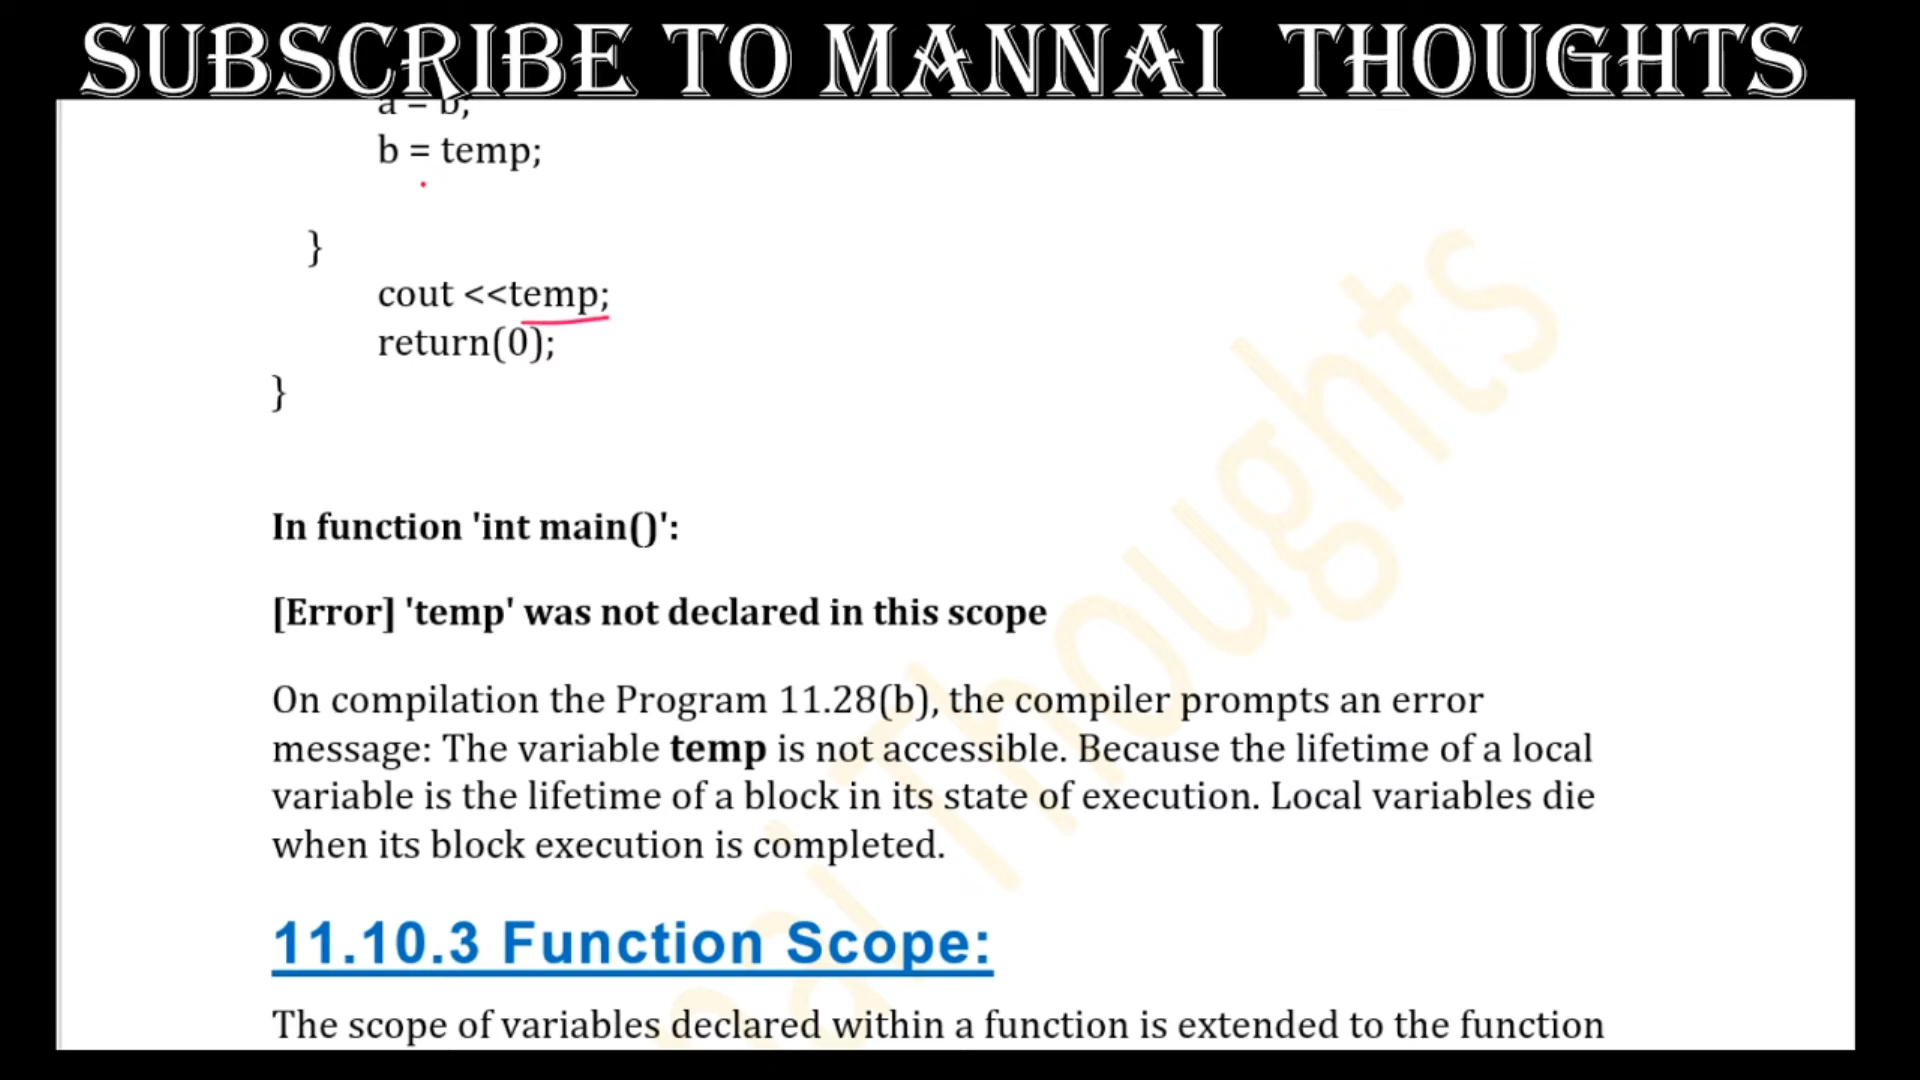 SUBSCRIBE TO MANNAI THOUGHTS
a = b;
b = temp;
}
cout <<temp;
return(0);
}
In function 'int main()':
[Error] 'temp' was not declared in this scope
On compilation the Program 11.28(b), the compiler prompts an error
message: The variable temp is not accessible. Because the lifetime of a local
variable is the lifetime of a block in its state of execution. Local variables die
when its block execution is completed.
11.10.3 Function Scope:
The scope of variables declared within a function is extended to the function
Thoughts